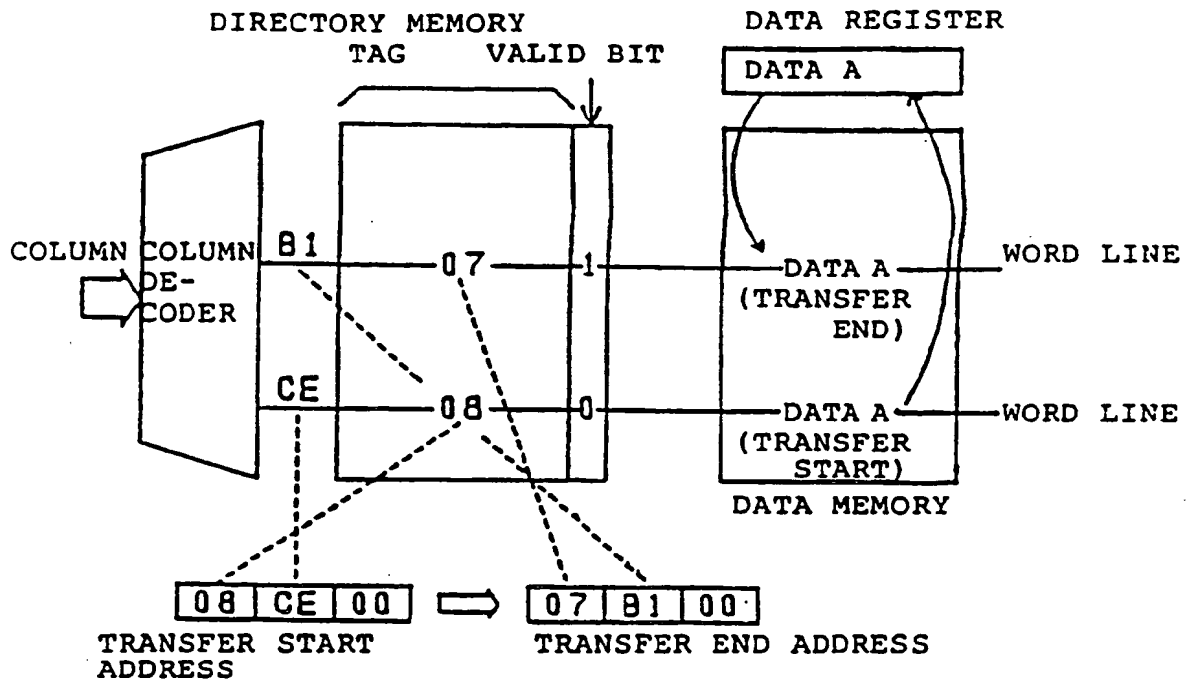 DIRECTORY MEMORY
TAG
VALID BIT
DATA REGISTER
DATA A
COLUMN
COLUMN
DE-
CODER
B1
07
1
DATA A
(TRANSFER
END)
WORD LINE
CE
08
0
DATA A
(TRANSFER
START)
WORD LINE
DATA MEMORY
08 CE 00
07 B1 00
TRANSFER START
ADDRESS
TRANSFER END ADDRESS